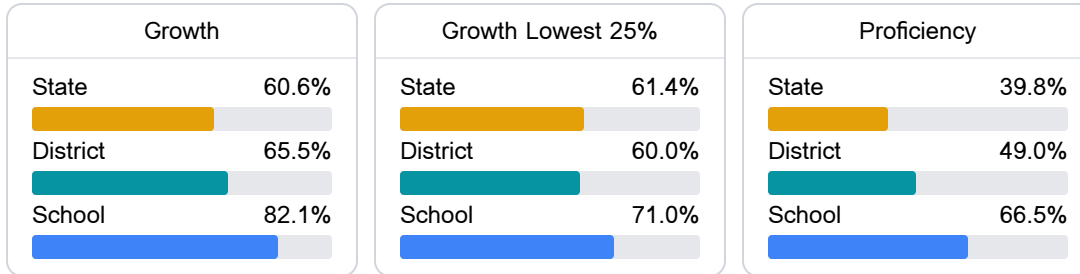 Growth
State 60.6%
District 65.5%
School 82.1%
Growth Lowest 25%
State 61.4%
District 60.0%
School 71.0%
Proficiency
State 39.8%
District 49.0%
School 66.5%